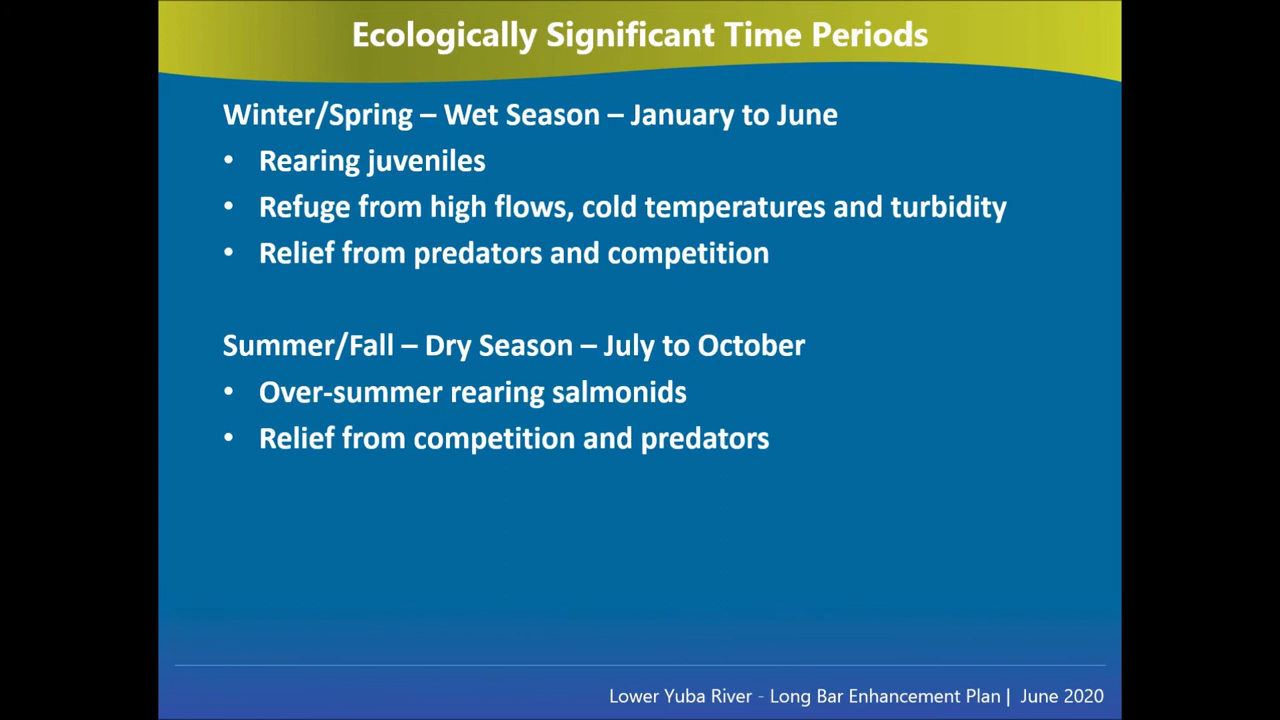 Ecologically Significant Time Periods
Winter/Spring – Wet Season – January to June
• Rearing juveniles
• Refuge from high flows, cold temperatures and turbidity
• Relief from predators and competition
Summer/Fall – Dry Season – July to October
• Over-summer rearing salmonids
• Relief from competition and predators
Lower Yuba River - Long Bar Enhancement Plan | June 2020